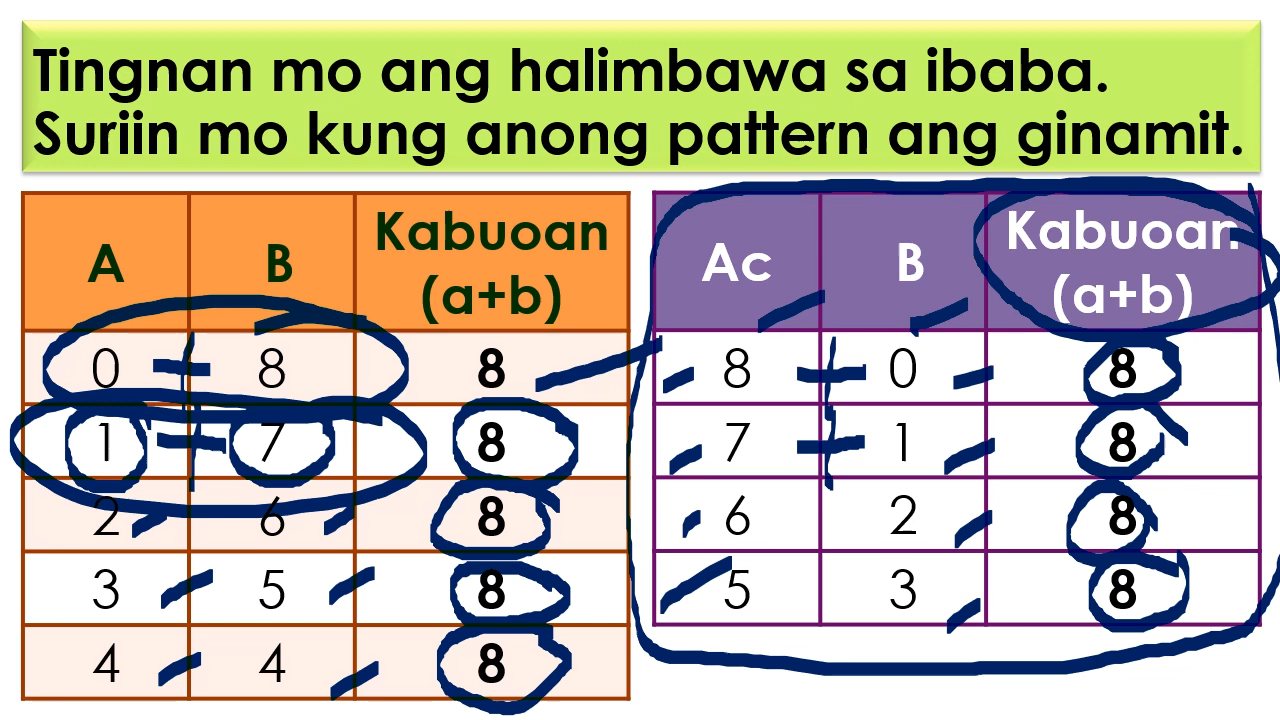 Tingnan mo ang halimbawa sa ibaba.
Suriin mo kung anong pattern ang ginamit.
A B Kabuoan (a+b)
0 + 8 8
1 + 7 8
2 6 8
3 5 8
4 4 8
Ac B Kabuoan (a+b)
8 + 0 8
7 + 1 8
6 2 8
5 3 8